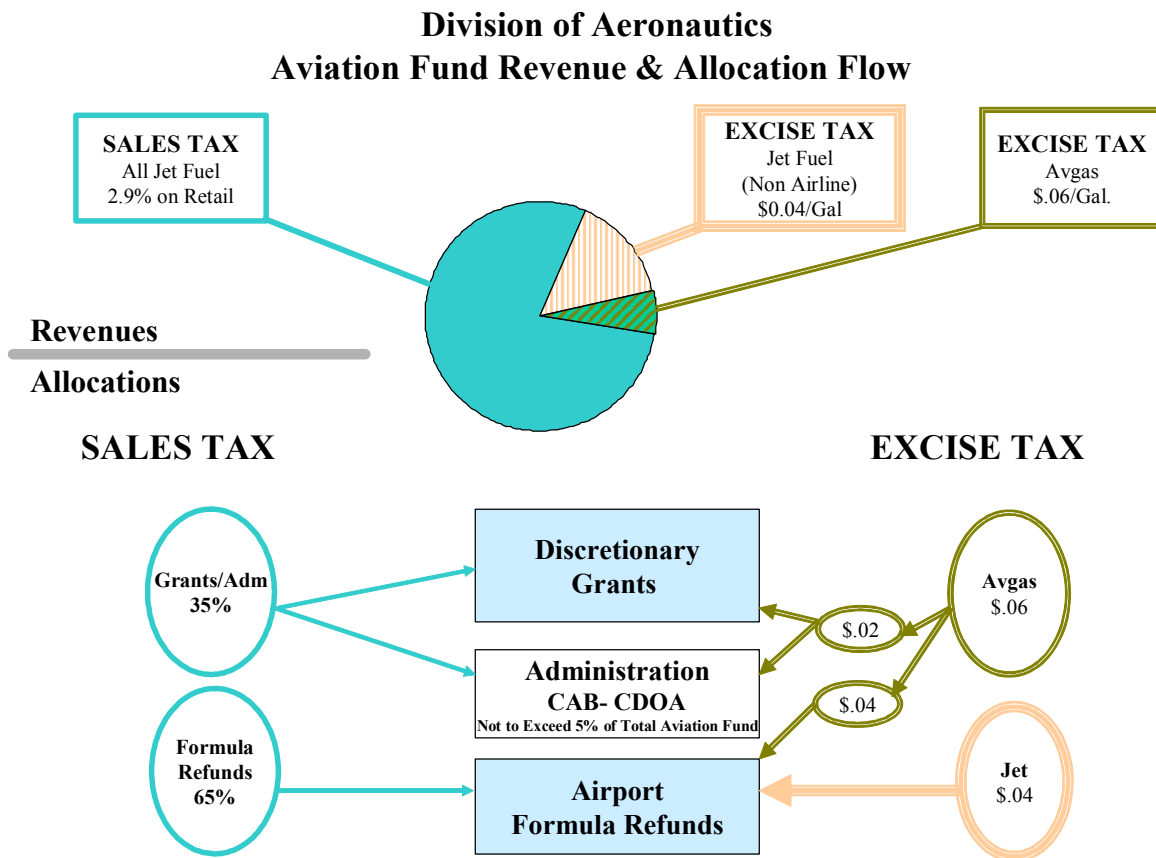 Division of Aeronautics
Aviation Fund Revenue & Allocation Flow
SALES TAX
All Jet Fuel
2.9% on Retail
EXCISE TAX
Jet Fuel
(Non Airline)
$0.04/Gal
EXCISE TAX
Avgas
$.06/Gal.
Revenues
Allocations
SALES TAX
EXCISE TAX
Grants/Adm
35%
Discretionary
Grants
$.02
Avgas
$.06
Administration
CAB- CDOA
Not to Exceed 5% of Total Aviation Fund
$.04
Formula
Refunds
65%
Airport
Formula Refunds
Jet
$.04